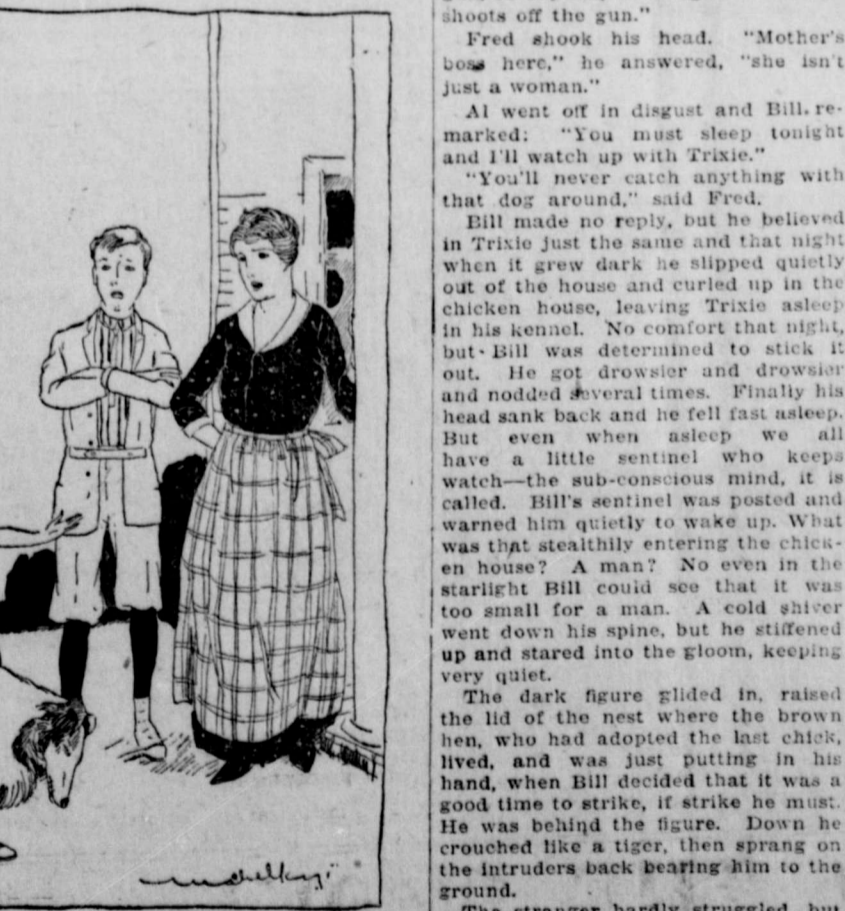 shoots off the gun."
Fred shook his head. "Mother's
boss here," he answered, "she isn't
just a woman."
Al went off in disgust and Bill. re-
marked: "You must sleep tonight
and I'll watch up with Trixie."
"You'll never catch anything with
that dog around," said Fred.
Bill made no reply, but he believed
in Trixie just the same and that night
when it grew dark he slipped quietly
out of the house and curled up in the
chicken house, leaving Trixie asleep
in his kennel. No comfort that night,
but Bill was determined to stick it
out. He got drowsier and drowsier
and nodded several times. Finally his
head sank back and he fell fast asleep.
But even when asleep we all
have a little sentinel who keeps
watch—the sub-conscious mind, it is
called. Bill's sentinel was posted and
warned him quietly to wake up. What
was that stealthily entering the chick-
en house? A man? No even in the
starlight Bill could see that it was
too small for a man. A cold shiver
went down his spine, but he stiffened
up and stared into the gloom, keeping
very quiet.
The dark figure glided in, raised
the lid of the nest where the brown
hen, who had adopted the last chick,
lived, and was just putting in his
hand, when Bill decided that it was a
good time to strike, if strike he must.
He was behind the figure. Down he
crouched like a tiger, then sprang on
the intruders back bearing him to the
ground.
The stranger hardly struggled, but